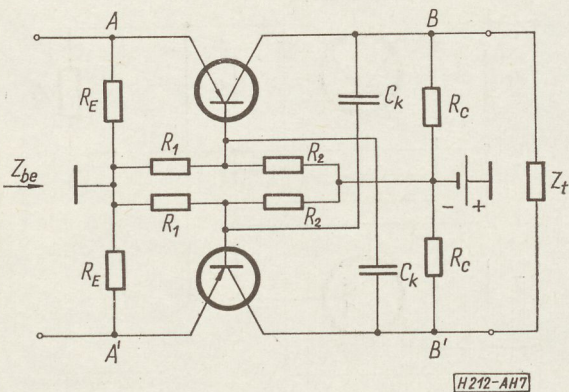 A
B
R_E
C_k
R_c
R_1
R_2
Z_be
Z_t
R_1
R_2
- +
R_E
C_k
R_c
A'
B'
H212-AH7